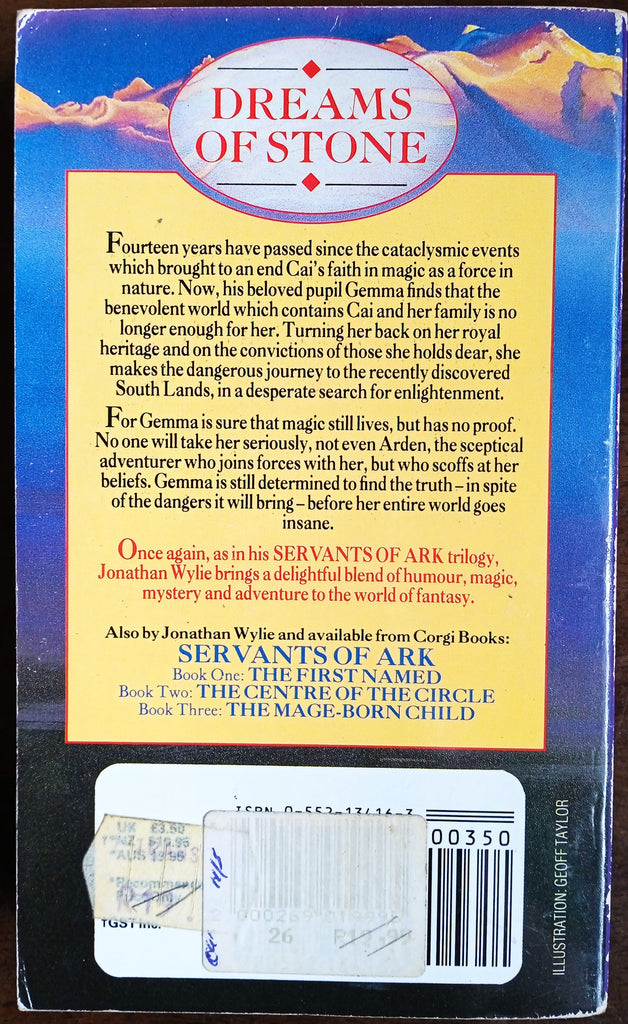 DREAMS
OF STONE
Fourteen years have passed since the cataclysmic events
which brought to an end Cai's faith in magic as a force in
nature. Now, his beloved pupil Gemma finds that the
benevolent world which contains Cai and her family is no
longer enough for her. Turning her back on her royal
heritage and on the convictions of those she holds dear, she
makes the dangerous journey to the recently discovered
South Lands, in a desperate search for enlightenment.
For Gemma is sure that magic still lives, but has no proof.
No one will take her seriously, not even Arden, the sceptical
adventurer who joins forces with her, but who scoffs at her
beliefs. Gemma is still determined to find the truth – in spite
of the dangers it will bring – before her entire world goes
insane.
Once again, as in his SERVANTS OF ARK trilogy,
Jonathan Wylie brings a delightful blend of humour, magic,
mystery and adventure to the world of fantasy.
Also by Jonathan Wylie and available from Corgi Books:
SERVANTS OF ARK
Book One: THE FIRST NAMED
Book Two: THE CENTRE OF THE CIRCLE
Book Three: THE MAGE-BORN CHILD
ISBN 0-552-13416-3
UK £3.50
*AUS
00350
26
ILLUSTRATION: GEOFF TAYLOR